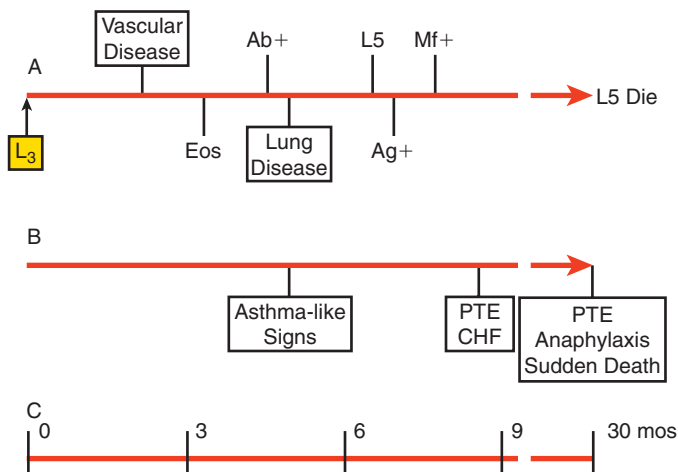 Vascular
Disease
Ab+
L5
Mf+
A
L5 Die
L₃
Eos
Lung
Disease
Ag+
B
Asthma-like
Signs
PTE
CHF
PTE
Anaphylaxis
Sudden Death
C
0
3
6
9
30 mos